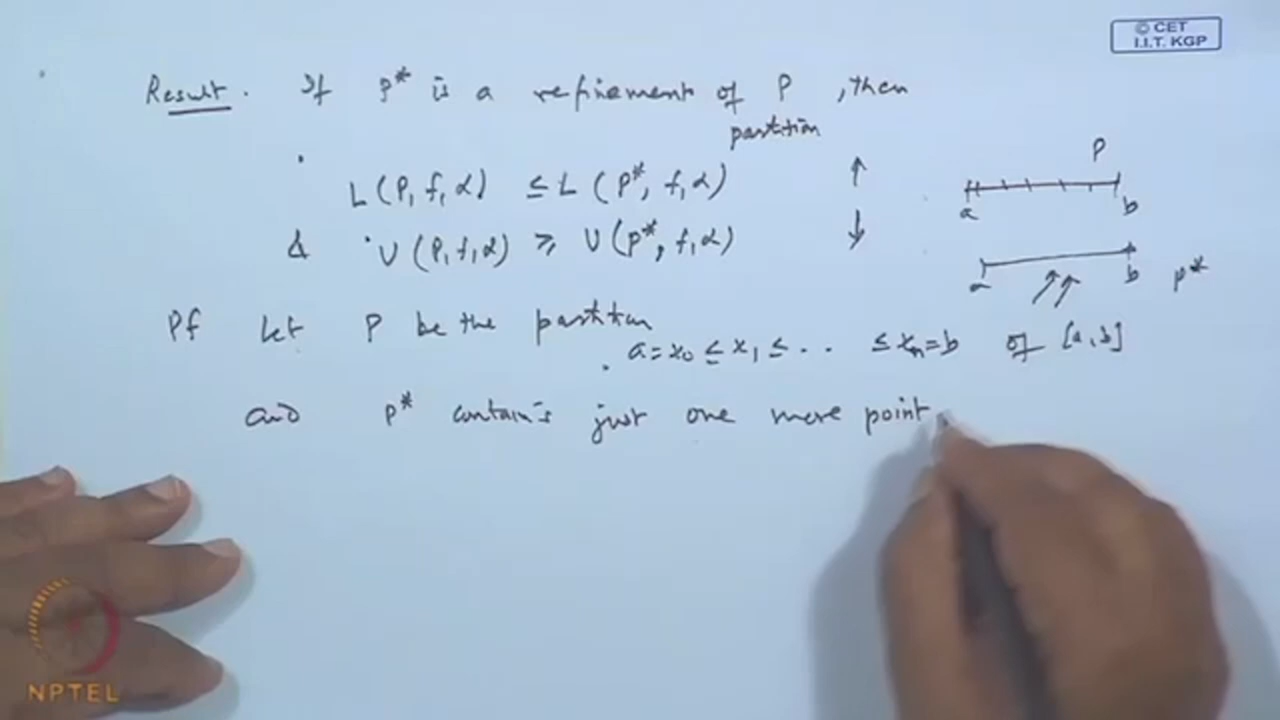 © CET
I.I.T. KGP
Result. If P* is a refinement of P, then
partition
L(P, f, α) ≤ L(P*, f, α)
& U(P, f, α) ≥ U(P*, f, α)
P
a b
a b P*
Pf Let P be the partition
a = x₀ ≤ x₁ ≤ .. ≤ xₙ = b of [a, b]
and P* contains just one more point
NPTEL